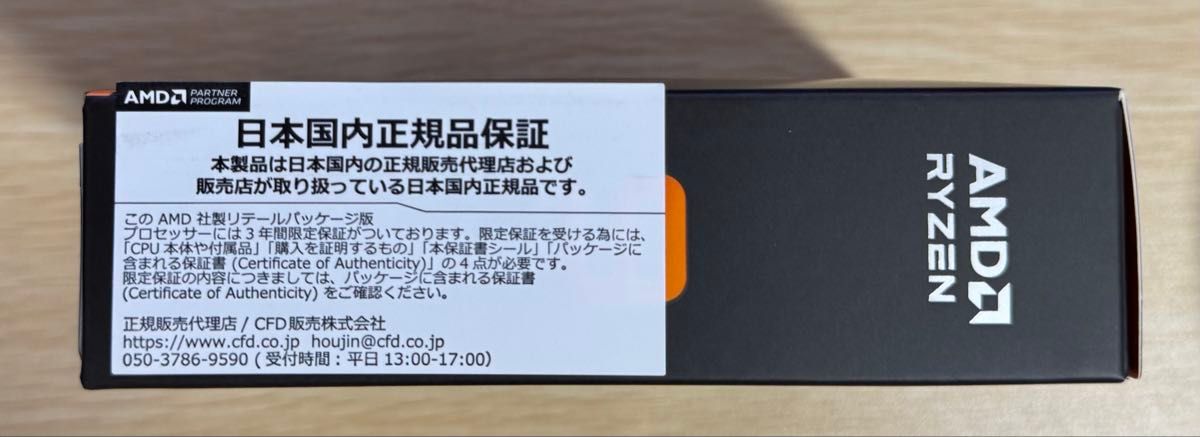 AMD PARTNER PROGRAM
日本国内正規品保証
本製品は日本国内の正規販売代理店および
販売店が取り扱っている日本国内正規品です。
この AMD 社製リテールパッケージ版
プロセッサーには3年間限定保証がついております。限定保証を受ける為には、
「CPU 本体や付属品」「購入を証明するもの」「本保証書シール」「パッケージに
含まれる保証書 (Certificate of Authenticity)」の4点が必要です。
限定保証の内容につきましては、パッケージに含まれる保証書
(Certificate of Authenticity) をご確認ください。
正規販売代理店 / CFD 販売株式会社
https://www.cfd.co.jp houjin@cfd.co.jp
050-3786-9590 ( 受付時間：平日 13:00-17:00)
AMD
RYZEN